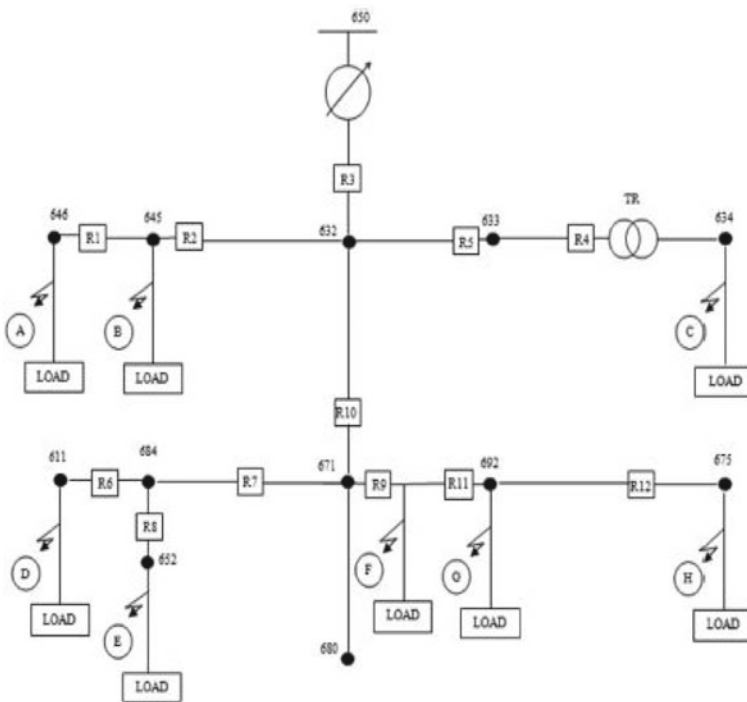 650
R3
TR
646
R1
645
R2
632
R5
633
R4
634
A
B
C
LOAD
LOAD
LOAD
R10
611
R6
684
R7
671
R9
R11
692
R12
675
R8
652
D
F
O
H
LOAD
E
LOAD
LOAD
LOAD
680
LOAD